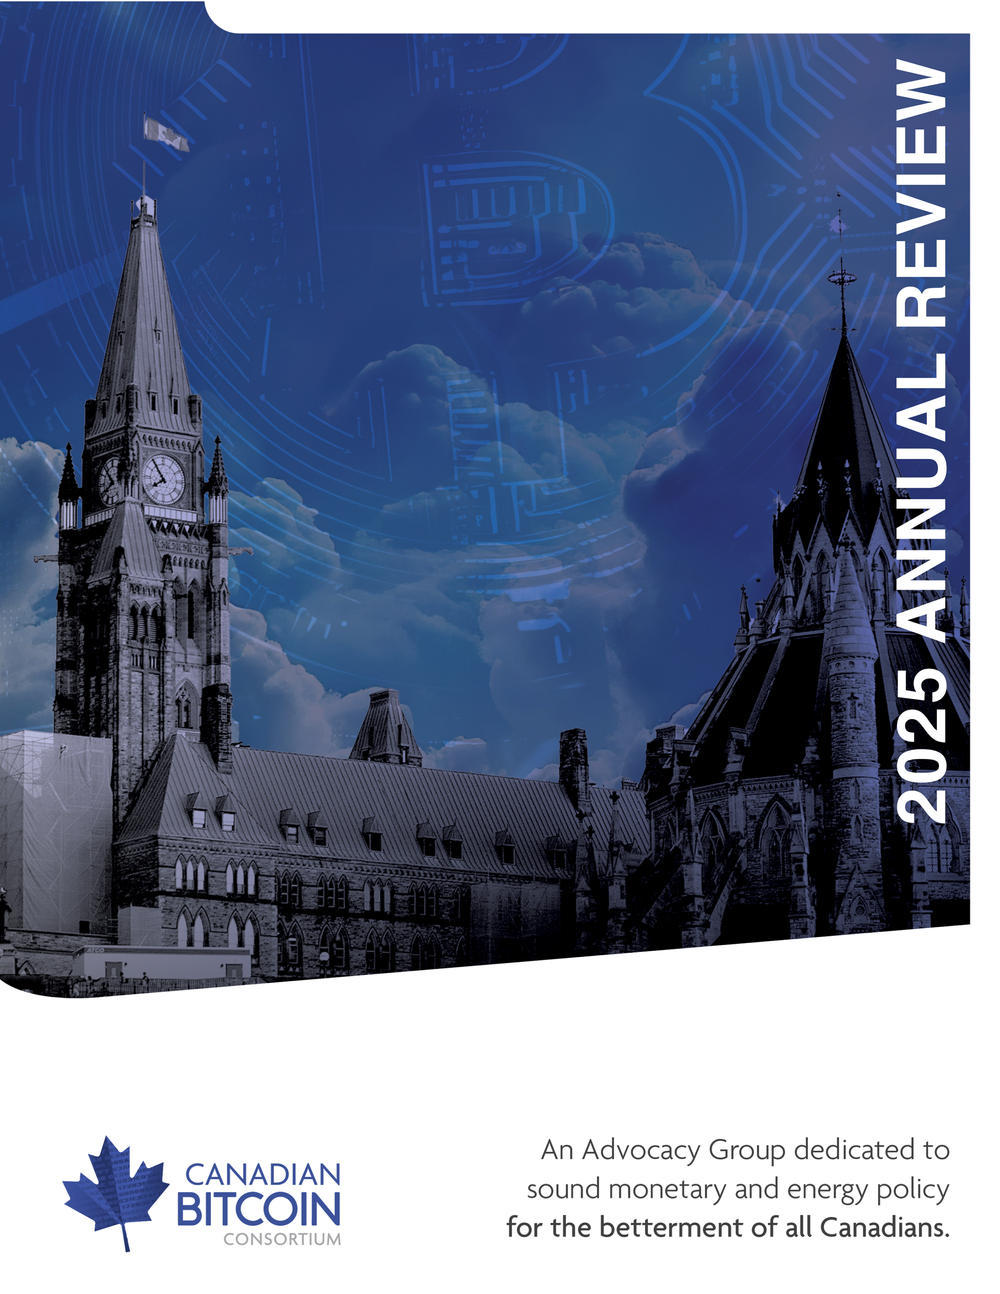 2025 ANNUAL REVIEW
CANADIAN
BITCOIN
CONSORTIUM
An Advocacy Group dedicated to
sound monetary and energy policy
for the betterment of all Canadians.